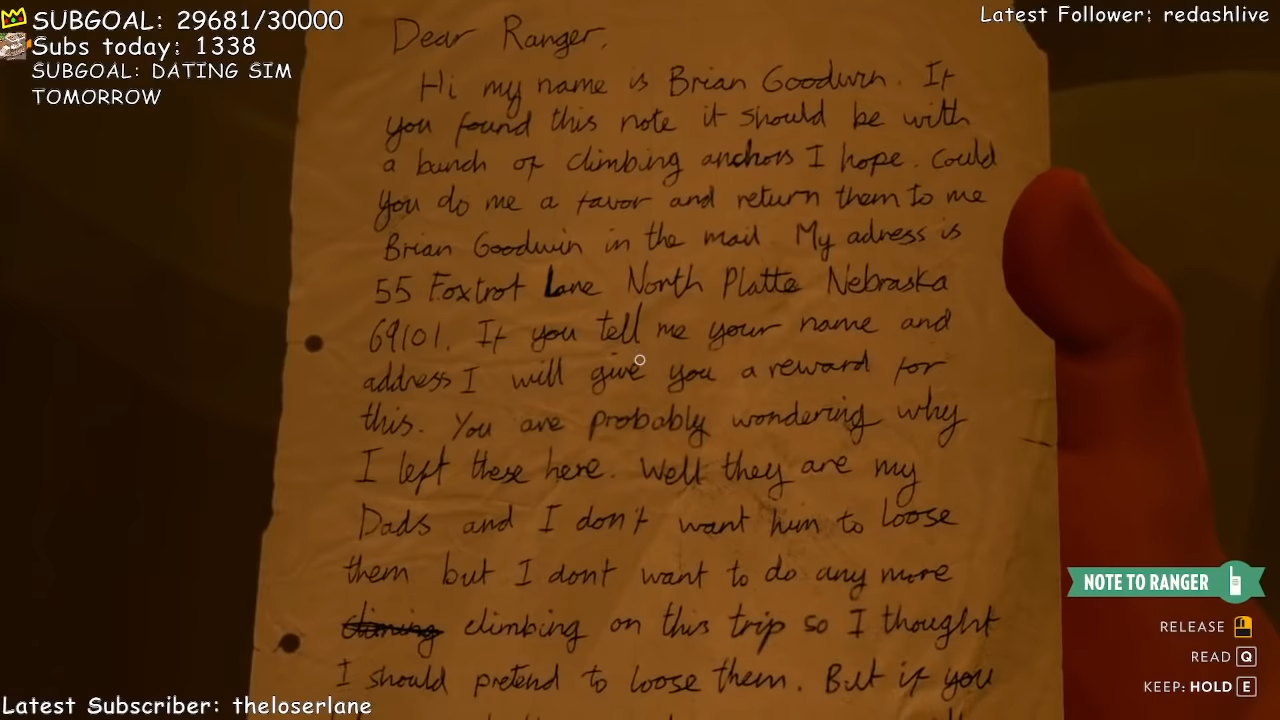 SUBGOAL: 29681/30000
Subs today: 1338
SUBGOAL: DATING SIM
TOMORROW
Latest Follower: redashlive
Dear Ranger,
Hi my name is Brian Goodwin. If
you found this note it should be with
a bunch of climbing anchors I hope. Could
you do me a favor and return them to me
Brian Goodwin in the mail. My adress is
55 Foxtrot Lane North Platte Nebraska
69101. If you tell me your name and
address I will give you a reward for
this. You are probably wondering why
I left these here. Well they are my
Dads and I don't want him to loose
them but I dont want to do any more
climing climbing on this trip so I thought
I should pretend to loose them. But if you
NOTE TO RANGER
RELEASE
READ Q
KEEP: HOLD E
Latest Subscriber: theloserlane